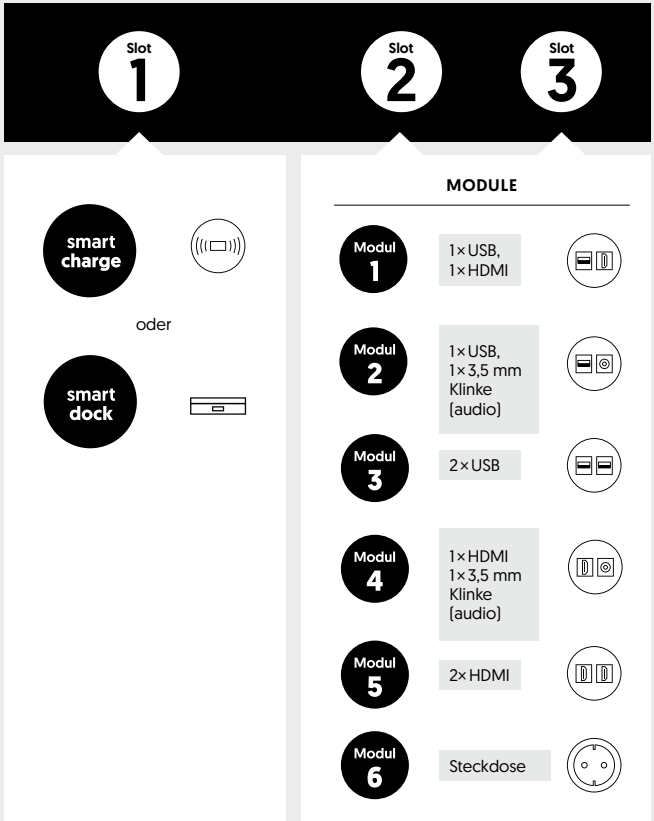 Slot
1
Slot
2
Slot
3
smart
charge
oder
smart
dock
MODULE
Modul
1
1×USB,
1×HDMI
Modul
2
1×USB,
1×3,5 mm
Klinke
(audio)
Modul
3
2×USB
Modul
4
1×HDMI
1×3,5 mm
Klinke
(audio)
Modul
5
2×HDMI
Modul
6
Steckdose